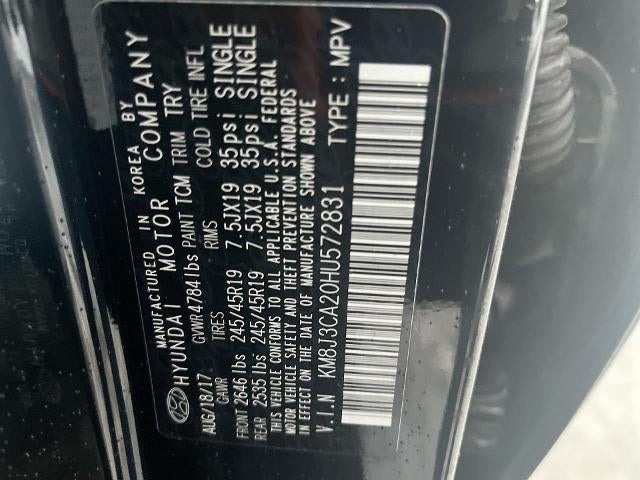 MANUFACTURED IN KOREA BY
HYUNDAI MOTOR COMPANY
AUG/18/17 GVWR 4784 lbs PAINT TCM TRIM TRY
GAWR TIRES RIMS COLD TIRE INFL
FRONT 2646 lbs 245/45R19 7.5JX19 35psi SINGLE
REAR 2535 lbs 245/45R19 7.5JX19 35psi SINGLE
THIS VEHICLE CONFORMS TO ALL APPLICABLE U.S.A. FEDERAL
MOTOR VEHICLE SAFETY AND THEFT PREVENTION STANDARDS
IN EFFECT ON THE DATE OF MANUFACTURE SHOWN ABOVE
V.I.N KM8J3CA20HU572831 TYPE : MPV